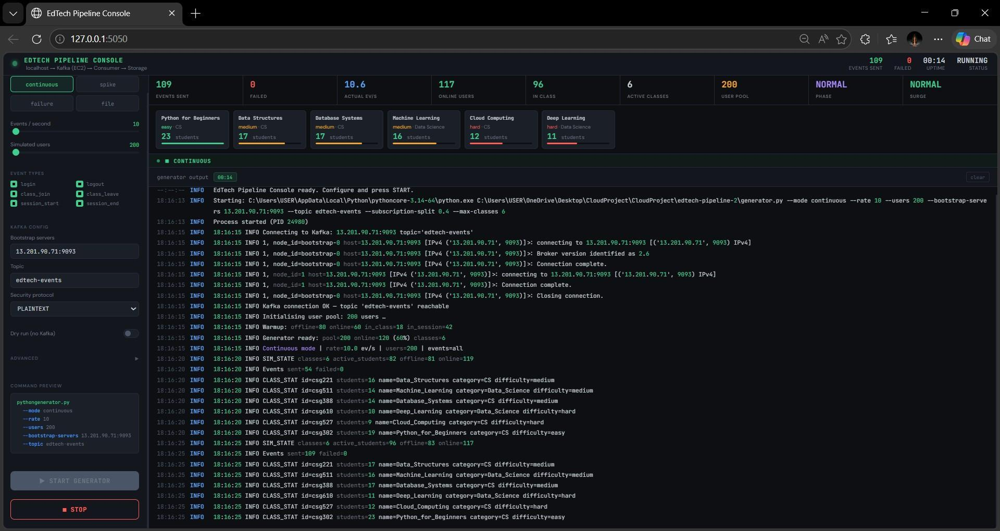 EdTech Pipeline Console
127.0.0.1:5050
Chat
EDTECH PIPELINE CONSOLE
localhost → Kafka (EC2) → Consumer → Storage
109 EVENTS SENT
0 FAILED
00:14 UPTIME
RUNNING STATUS
continuous
spike
failure
file
Events / second 10
Simulated users 200
EVENT TYPES
login logout
class_join class_leave
session_start session_end
KAFKA CONFIG
Bootstrap servers
13.201.90.71:9093
Topic
edtech-events
Security protocol
PLAINTEXT
Dry run (no Kafka)
ADVANCED ▶
COMMAND PREVIEW
pythongenerator.py
--mode continuous
--rate 10
--users 200
--bootstrap-servers 13.201.90.71:9093
--topic edtech-events
▶ START GENERATOR
■ STOP
109 0 10.6 117 96 6 200 NORMAL NORMAL
EVENTS SENT FAILED ACTUAL EV/S ONLINE USERS IN CLASS ACTIVE CLASSES USER POOL PHASE SURGE
Python for Beginners
easy · CS
23 students
Data Structures
medium · CS
17 students
Database Systems
medium · CS
17 students
Machine Learning
medium · Data Science
16 students
Cloud Computing
hard · CS
12 students
Deep Learning
hard · Data Science
11 students
■ CONTINUOUS
generator output 00:14 clear
--:--:-- INFO EdTech Pipeline Console ready. Configure and press START.
18:16:13 INFO Starting: C:\Users\USER\AppData\Local\Python\pythoncore-3.14-64\python.exe C:\Users\USER\OneDrive\Desktop\CloudProject\CloudProject\edtech-pipeline-2\generator.py --mode continuous --rate 10 --users 200 --bootstrap-serve
rs 13.201.90.71:9093 --topic edtech-events --subscription-split 0.4 --max-classes 6
18:16:13 INFO Process started (PID 24980)
18:16:15 INFO 18:16:15 INFO Connecting to Kafka: 13.201.90.71:9093 topic='edtech-events'
18:16:15 INFO 18:16:15 INFO 1, node_id=bootstrap-0 host=13.201.90.71:9093 [IPv4 ('13.201.90.71', 9093)]>: connecting to 13.201.90.71:9093 [('13.201.90.71', 9093) IPv4]
18:16:15 INFO 18:16:15 INFO 1, node_id=bootstrap-0 host=13.201.90.71:9093 [IPv4 ('13.201.90.71', 9093)]>: Broker version identified as 2.6
18:16:15 INFO 18:16:15 INFO 1, node_id=bootstrap-0 host=13.201.90.71:9093 [IPv4 ('13.201.90.71', 9093)]>: Connection complete.
18:16:15 INFO 18:16:15 INFO 1, node_id=1 host=13.201.90.71:9093 [IPv4 ('13.201.90.71', 9093)]>: connecting to 13.201.90.71:9093 [('13.201.90.71', 9093) IPv4]
18:16:15 INFO 18:16:15 INFO 1, node_id=1 host=13.201.90.71:9093 [IPv4 ('13.201.90.71', 9093)]>: Connection complete.
18:16:15 INFO 18:16:15 INFO 1, node_id=bootstrap-0 host=13.201.90.71:9093 [IPv4 ('13.201.90.71', 9093)]>: Closing connection.
18:16:15 INFO 18:16:15 INFO Kafka connection OK — topic 'edtech-events' reachable
18:16:15 INFO 18:16:15 INFO Initialising user pool: 200 users …
18:16:15 INFO 18:16:15 INFO Warmup: offline=80 online=60 in_class=18 in_session=42
18:16:15 INFO 18:16:15 INFO Generator ready: pool=200 online=120 (60%) classes=6
18:16:15 INFO 18:16:15 INFO Continuous mode | rate=10.0 ev/s | users=200 | events=all
18:16:20 INFO 18:16:20 INFO SIM_STATE classes=6 active_students=82 offline=81 online=119
18:16:20 INFO 18:16:20 INFO Events sent=54 failed=0
18:16:20 INFO 18:16:20 INFO CLASS_STAT id=csg221 students=16 name=Data_Structures category=CS difficulty=medium
18:16:20 INFO 18:16:20 INFO CLASS_STAT id=csg511 students=14 name=Machine_Learning category=Data_Science difficulty=medium
18:16:20 INFO 18:16:20 INFO CLASS_STAT id=csg388 students=14 name=Database_Systems category=CS difficulty=medium
18:16:20 INFO 18:16:20 INFO CLASS_STAT id=csg610 students=10 name=Deep_Learning category=Data_Science difficulty=hard
18:16:20 INFO 18:16:20 INFO CLASS_STAT id=csg527 students=9 name=Cloud_Computing category=CS difficulty=hard
18:16:20 INFO 18:16:20 INFO CLASS_STAT id=csg302 students=19 name=Python_for_Beginners category=CS difficulty=easy
18:16:25 INFO 18:16:25 INFO SIM_STATE classes=6 active_students=96 offline=83 online=117
18:16:25 INFO 18:16:25 INFO Events sent=109 failed=0
18:16:25 INFO 18:16:25 INFO CLASS_STAT id=csg221 students=17 name=Data_Structures category=CS difficulty=medium
18:16:25 INFO 18:16:25 INFO CLASS_STAT id=csg511 students=16 name=Machine_Learning category=Data_Science difficulty=medium
18:16:25 INFO 18:16:25 INFO CLASS_STAT id=csg388 students=17 name=Database_Systems category=CS difficulty=medium
18:16:25 INFO 18:16:25 INFO CLASS_STAT id=csg610 students=11 name=Deep_Learning category=Data_Science difficulty=hard
18:16:25 INFO 18:16:25 INFO CLASS_STAT id=csg527 students=12 name=Cloud_Computing category=CS difficulty=hard
18:16:25 INFO 18:16:25 INFO CLASS_STAT id=csg302 students=23 name=Python_for_Beginners category=CS difficulty=easy